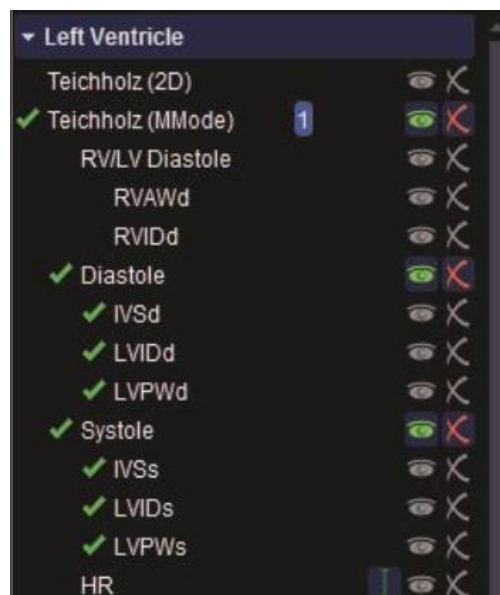 Left Ventricle
Teichholz (2D)
Teichholz (MMode) 1
RV/LV Diastole
RVAWd
RVIDd
Diastole
IVSd
LVIDd
LVPWd
Systole
IVSs
LVIDs
LVPWs
HR